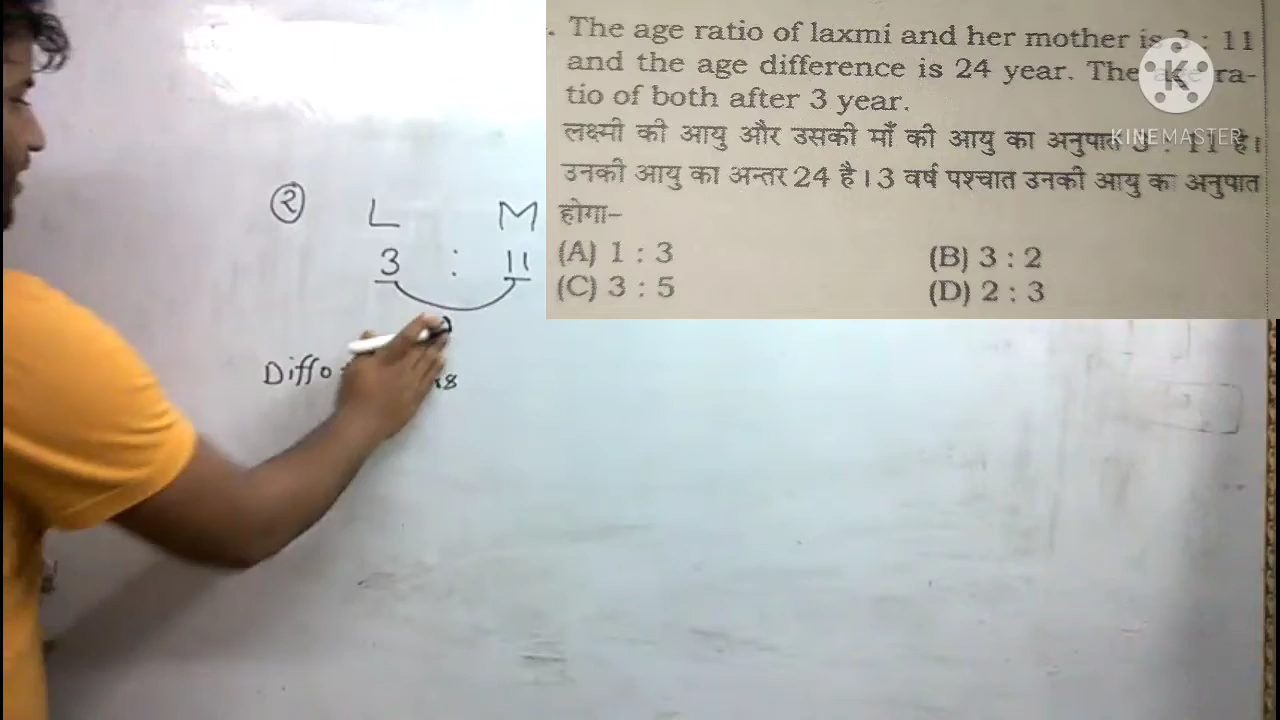 . The age ratio of laxmi and her mother is 3 : 11
and the age difference is 24 year. The age ra-
tio of both after 3 year.
लक्ष्मी की आयु और उसकी माँ की आयु का अनुपात 3 : 11 है।
उनकी आयु का अन्तर 24 है। 3 वर्ष पश्चात उनकी आयु का अनुपात
होगा–
(A) 1 : 3 (B) 3 : 2
(C) 3 : 5 (D) 2 : 3
K
KINEMASTER
२ L M
3 : 11